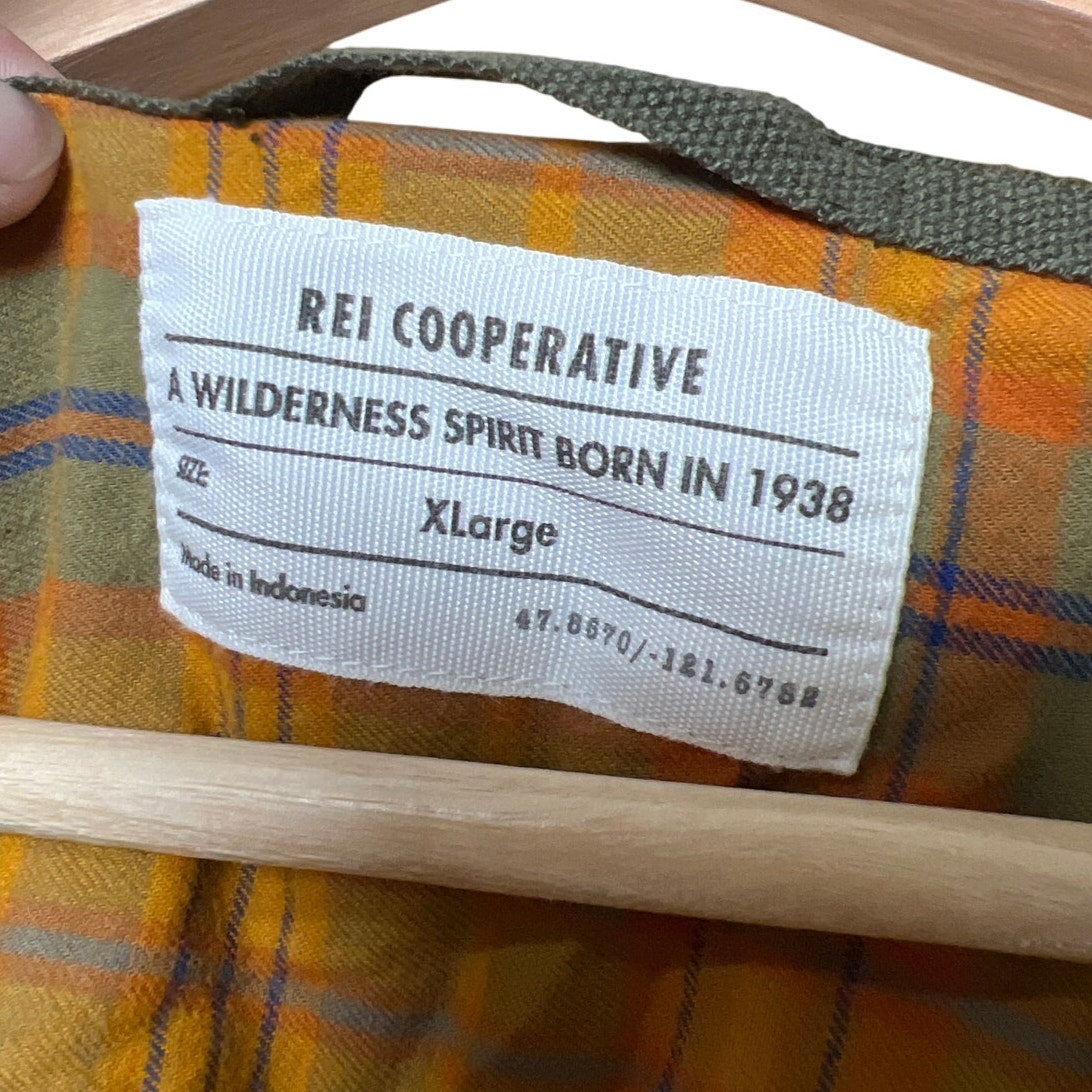 REI COOPERATIVE
A WILDERNESS SPIRIT BORN IN 1938
SIZE:
XLarge
Made in Indonesia
47.8670/-121.6782